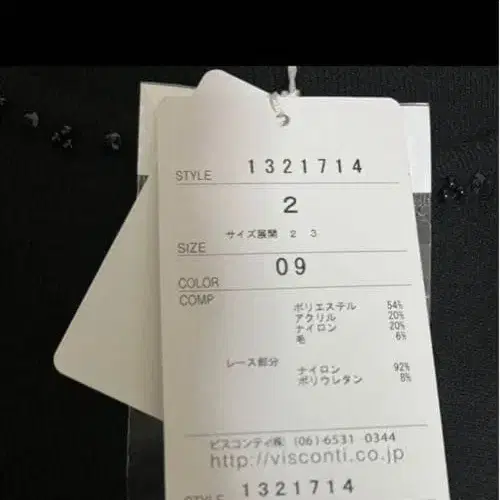 STYLE 1321714
2
サイズ展開 2 3
SIZE
09
COLOR
COMP
ポリエステル 54%
アクリル 20%
ナイロン 20%
毛 6%
レース部分
ナイロン 92%
ポリウレタン 8%
ビスコンティ(株) (06)6531 0344
http://visconti.co.jp
STYLE 1321714